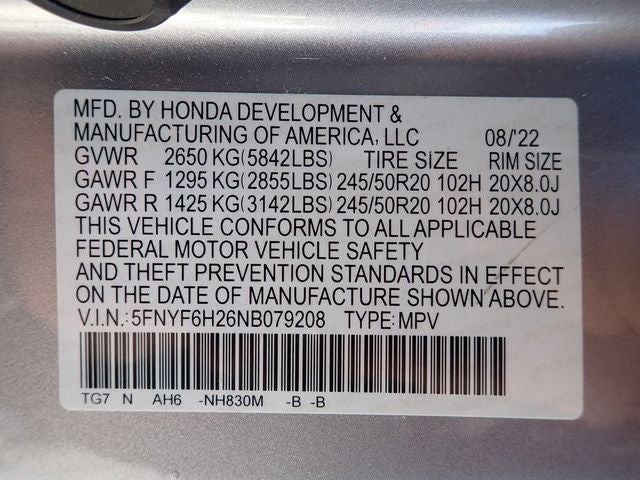 MFD. BY HONDA DEVELOPMENT &
MANUFACTURING OF AMERICA, LLC 08/'22
GVWR 2650 KG(5842LBS) TIRE SIZE RIM SIZE
GAWR F 1295 KG(2855LBS) 245/50R20 102H 20X8.0J
GAWR R 1425 KG(3142LBS) 245/50R20 102H 20X8.0J
THIS VEHICLE CONFORMS TO ALL APPLICABLE
FEDERAL MOTOR VEHICLE SAFETY
AND THEFT PREVENTION STANDARDS IN EFFECT
ON THE DATE OF MANUFACTURE SHOWN ABOVE.
V.I.N.:5FNYF6H26NB079208 TYPE:MPV
TG7 N AH6 -NH830M -B -B